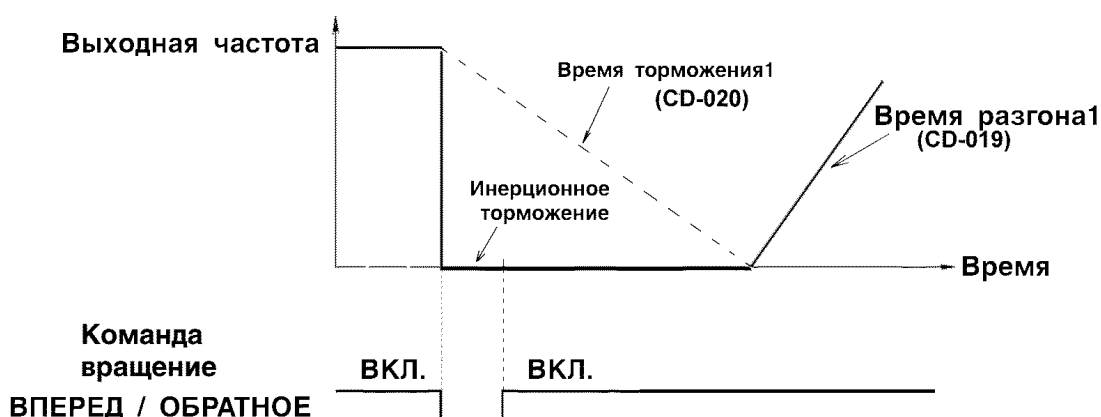 Выходная частота
Время торможения1
(CD-020)
Время разгона1
(CD-019)
Инерционное
торможение
Время
Команда
вращение
ВПЕРЕД / ОБРАТНОЕ
ВКЛ.
ВКЛ.